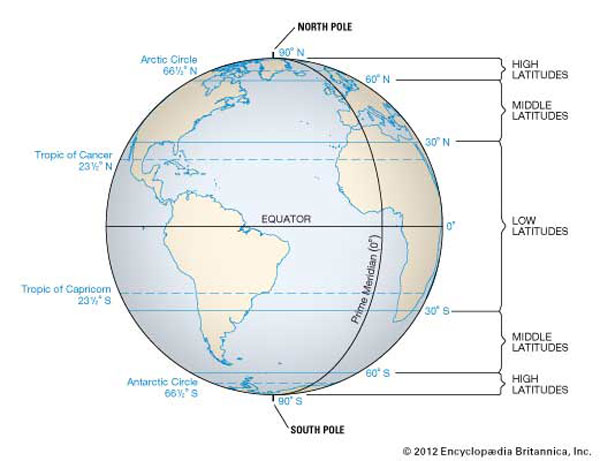 NORTH POLE
Arctic Circle
66½° N
90° N
60° N
HIGH
LATITUDES
MIDDLE
LATITUDES
30° N
Tropic of Cancer
23½° N
EQUATOR
0°
LOW
LATITUDES
Prime Meridian (0°)
Tropic of Capricorn
23½° S
30° S
MIDDLE
LATITUDES
60° S
Antarctic Circle
66½° S
90° S
HIGH
LATITUDES
SOUTH POLE
© 2012 Encyclopædia Britannica, Inc.